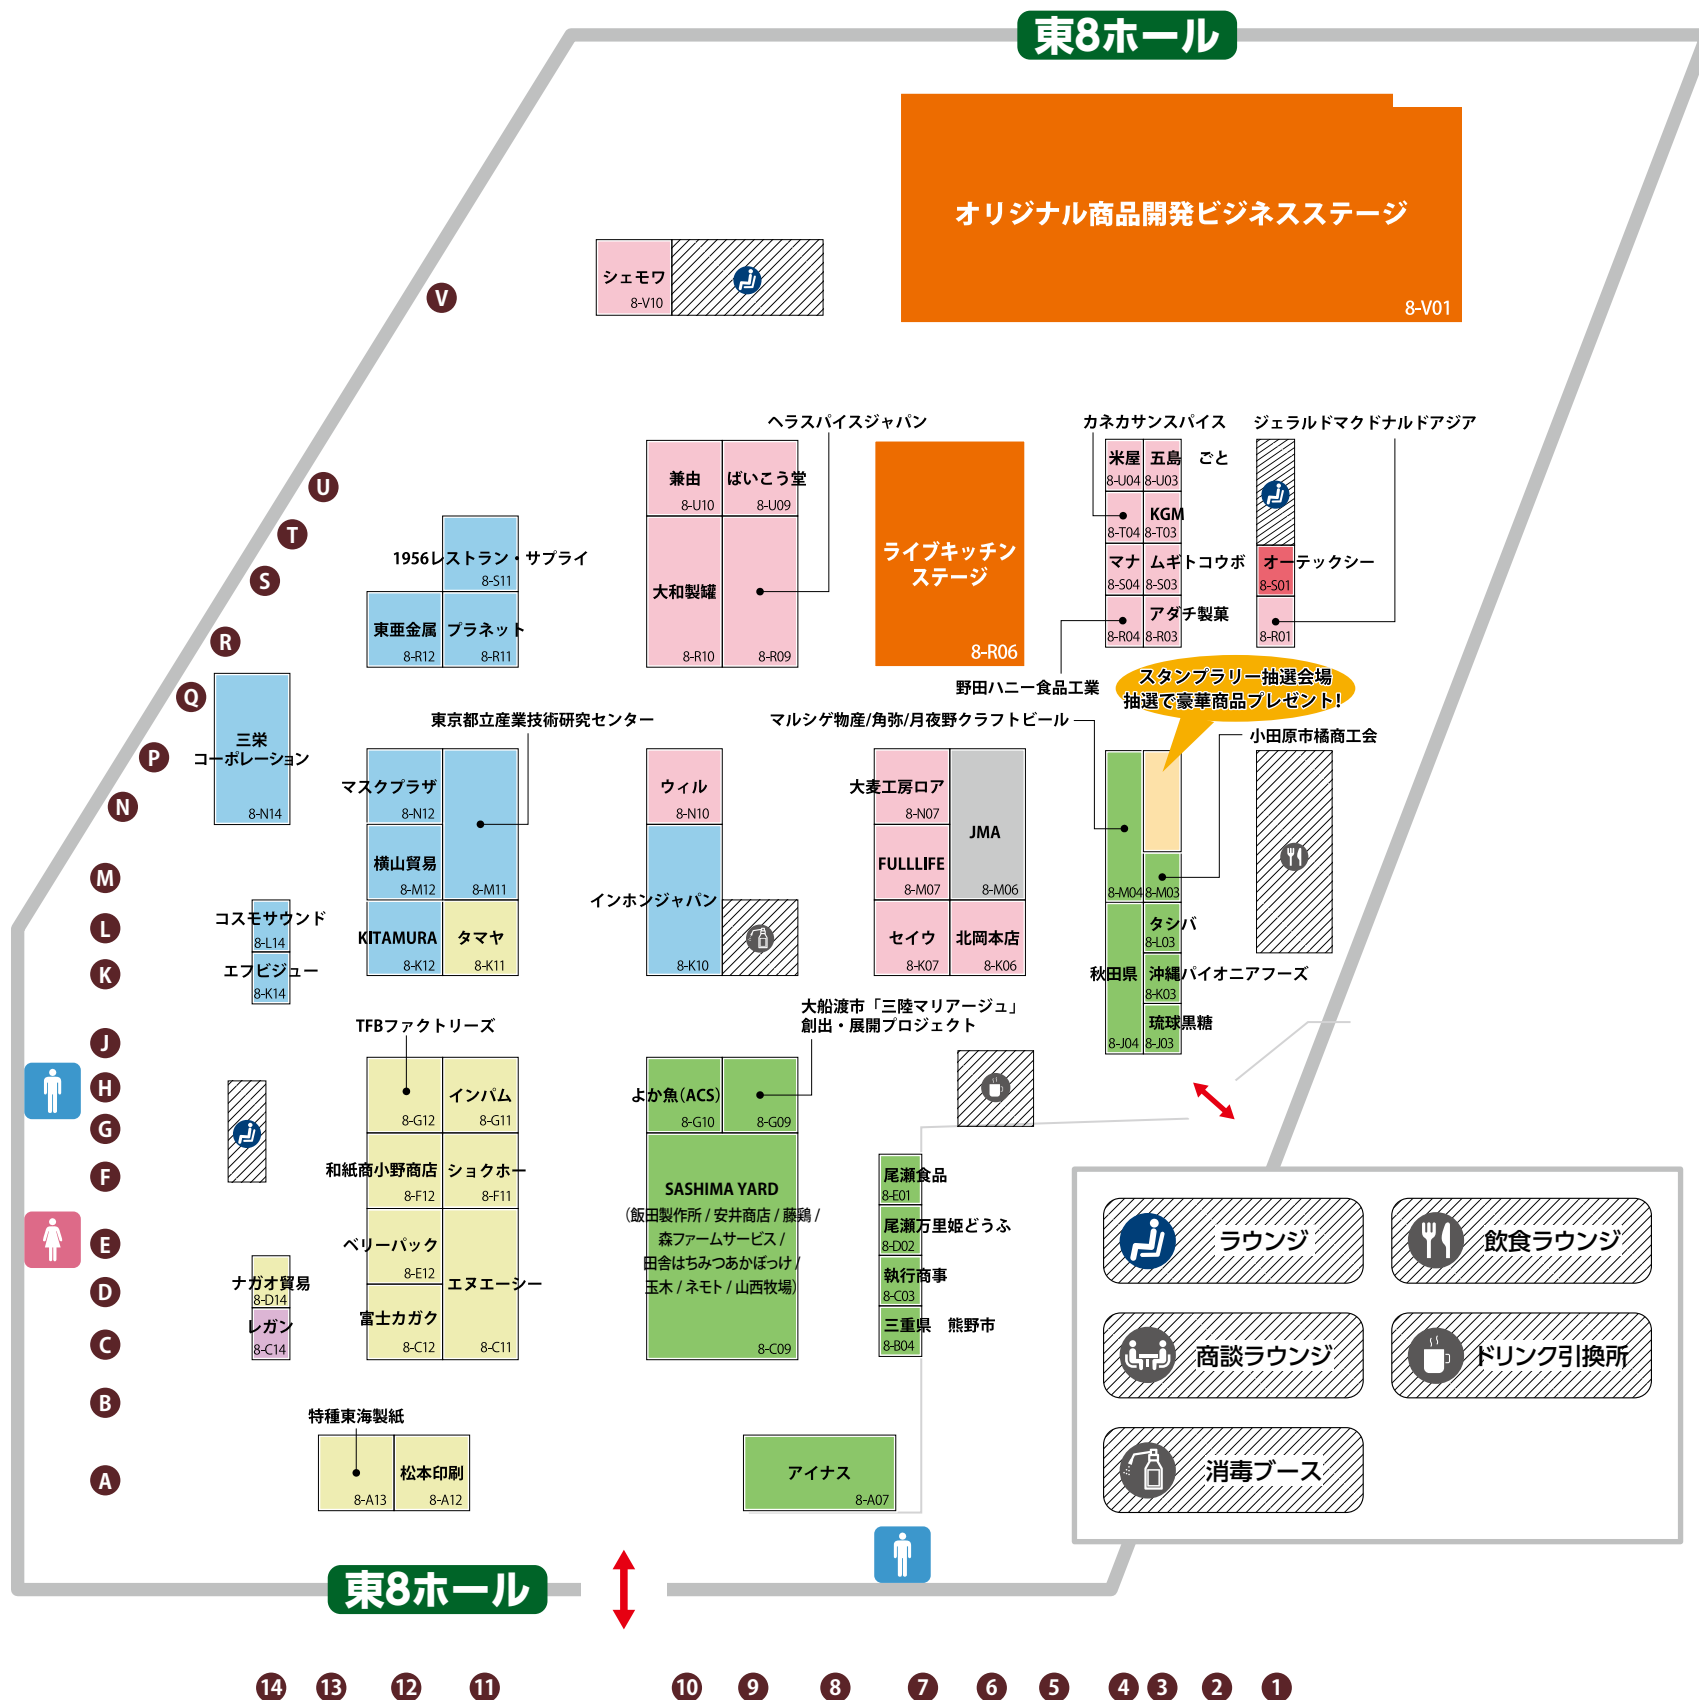 東8ホール
オリジナル商品開発ビジネスステージ
8-V01
シェモワ
8-V10
V
ヘラスパイスジャパン
カネカサンスパイス
ジェラルドマクドナルドアジア
兼由
8-U10
ばいこう堂
8-U09
米屋
8-U04
五島 ごと
8-U03
U
T
S
R
Q
P
N
M
L
K
J
H
G
F
E
D
C
B
A
1956レストラン・サプライ
8-S11
東亜金属
8-R12
プラネット
8-R11
大和製罐
8-R10
8-R09
ライブキッチン
ステージ
8-R06
8-T04
KGM
8-T03
マナ
8-S04
ムギトコウボ
8-S03
オーテックシー
8-S01
8-R04
アダチ製菓
8-R03
8-R01
野田ハニー食品工業
スタンプラリー抽選会場
抽選で豪華商品プレゼント!
三栄
コーポレーション
8-N14
東京都立産業技術研究センター
マルシゲ物産/角弥/月夜野クラフトビール
小田原市橘商工会
マスクプラザ
8-N12
横山貿易
8-M12
8-M11
ウィル
8-N10
大麦工房ロア
8-N07
JMA
8-M06
FULLLIFE
8-M07
8-M04
8-M03
コスモサウンド
8-L14
エフビジュー
8-K14
KITAMURA
8-K12
タマヤ
8-K11
インホンジャパン
8-K10
セイウ
8-K07
北岡本店
8-K06
タシバ
8-L03
秋田県
8-J04
沖縄パイオニアフーズ
8-K03
琉球黒糖
8-J03
TFBファクトリーズ
大船渡市「三陸マリアージュ」
創出・展開プロジェクト
8-G12
インパム
8-G11
よか魚(ACS)
8-G10
8-G09
和紙商小野商店
8-F12
ショクホー
8-F11
SASHIMA YARD
(飯田製作所 / 安井商店 / 藤鶏 /
森ファームサービス /
田舎はちみつあかぼっけ /
玉木 / ネモト / 山西牧場)
8-C09
尾瀬食品
8-E01
尾瀬万里姫どうふ
8-D02
執行商事
8-C03
三重県 熊野市
8-B04
ベリーパック
8-E12
エヌエーシー
8-C11
富士カガク
8-C12
ナガオ貿易
8-D14
レガン
8-C14
特種東海製紙
8-A13
松本印刷
8-A12
アイナス
8-A07
ラウンジ
飲食ラウンジ
商談ラウンジ
ドリンク引換所
消毒ブース
東8ホール
14 13 12 11 10 9 8 7 6 5 4 3 2 1